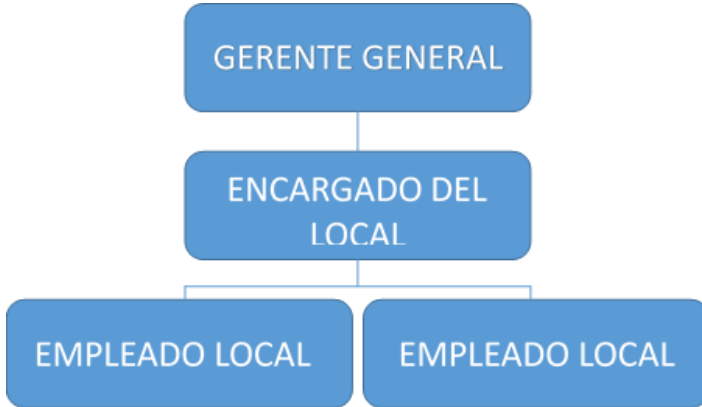 GERENTE GENERAL
ENCARGADO DEL
LOCAL
EMPLEADO LOCAL
EMPLEADO LOCAL